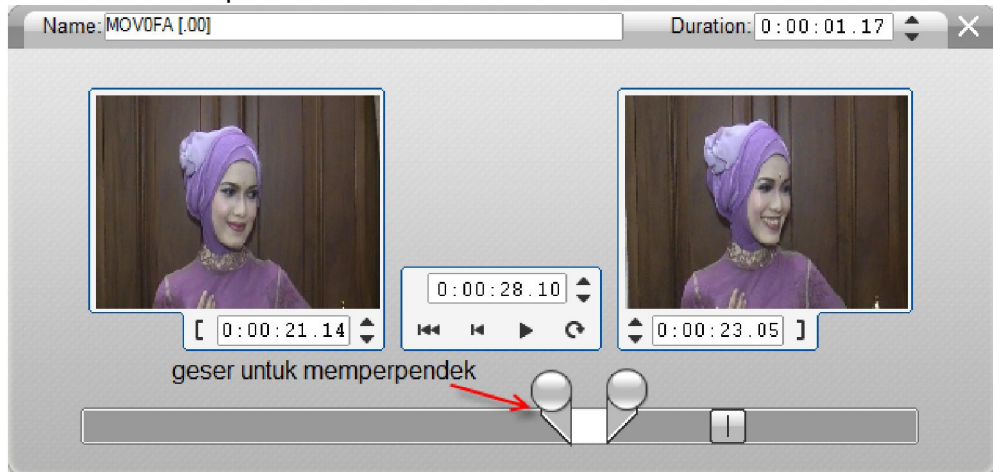 Name: MOV0FA [.00] Duration: 0:00:01.17
0:00:28.10
[ 0:00:21.14 0:00:23.05 ]
geser untuk memperpendek